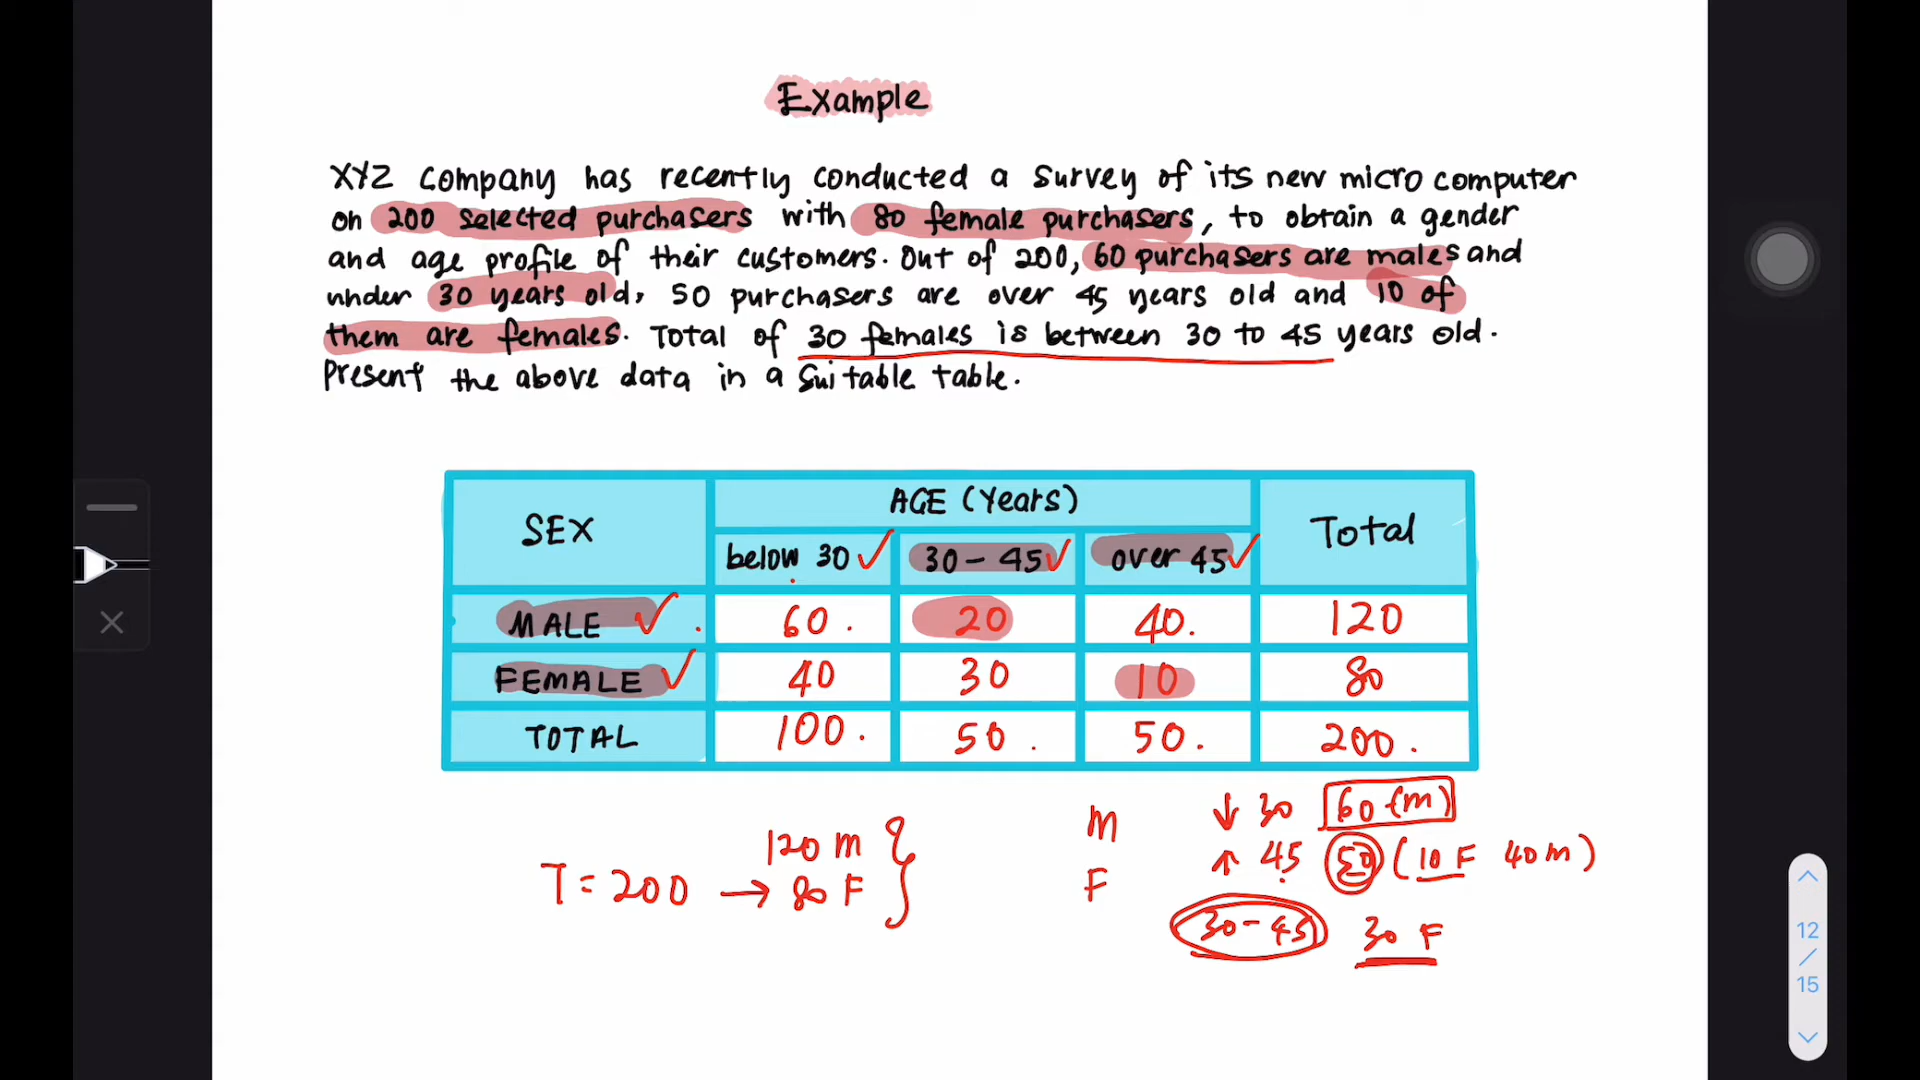 Example
XYZ company has recently conducted a survey of its new micro computer
on 200 selected purchasers with 80 female purchasers, to obtain a gender
and age profile of their customers. Out of 200, 60 purchasers are males and
under 30 years old, 50 purchasers are over 45 years old and 10 of
them are females. Total of 30 females is between 30 to 45 years old.
Present the above data in a suitable table.
SEX AGE (Years) Total
below 30 30-45 over 45
MALE 60 20 40 120
FEMALE 40 30 10 80
TOTAL 100 50 50 200
T = 200 → 120 m
80 F
M
F
↓ 30 60 (m)
↑ 45 50 (10 F 40 m)
30-45 30 F
12
/
15